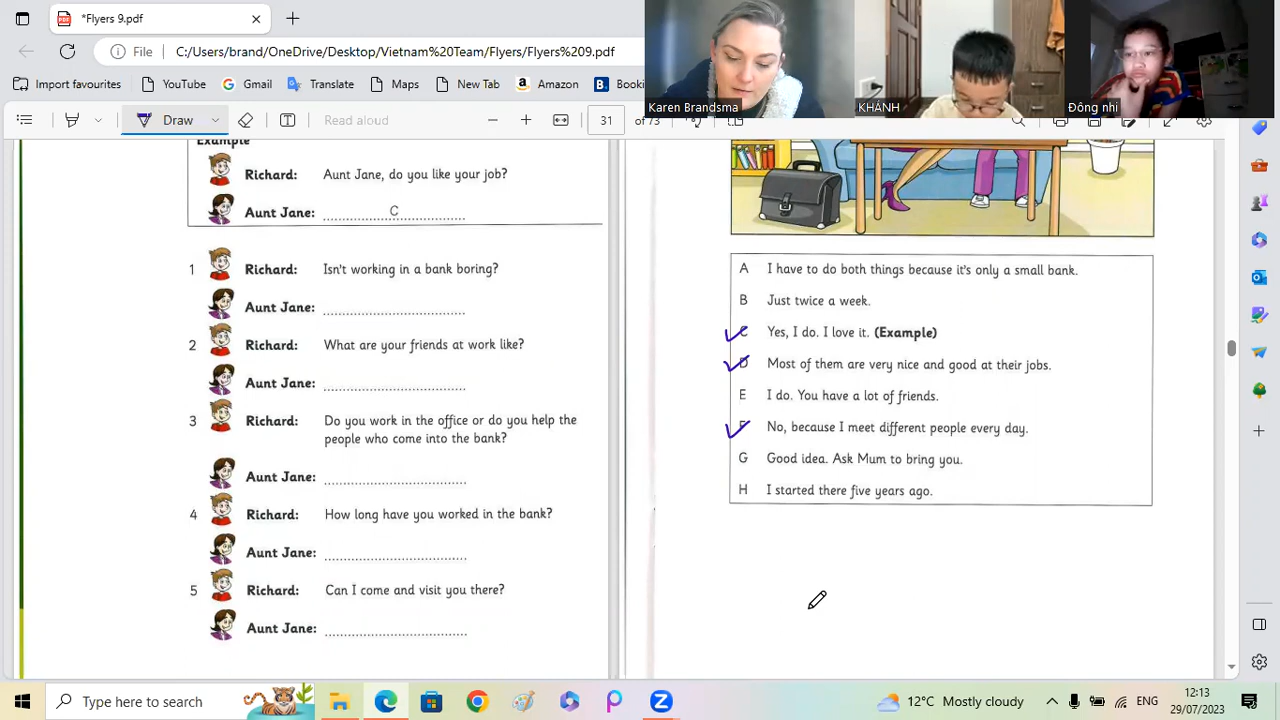 *Flyers 9.pdf
File
C:/Users/brand/OneDrive/Desktop/Vietnam%20Team/Flyers/Flyers%209.pdf
Import favourites
YouTube
Gmail
Translate
Maps
Amazon
Booki
Karen Brandsma
KHÁNH
Đông nhi
Draw
Read aloud
31
of 73
Example
Richard: Aunt Jane, do you like your job?
Aunt Jane: ........C........
1 Richard: Isn't working in a bank boring?
Aunt Jane: ................
2 Richard: What are your friends at work like?
Aunt Jane: ................
3 Richard: Do you work in the office or do you help the
people who come into the bank?
Aunt Jane: ................
4 Richard: How long have you worked in the bank?
Aunt Jane: ................
5 Richard: Can I come and visit you there?
Aunt Jane: ................
A I have to do both things because it's only a small bank.
B Just twice a week.
C Yes, I do. I love it. (Example)
D Most of them are very nice and good at their jobs.
E I do. You have a lot of friends.
F No, because I meet different people every day.
G Good idea. Ask Mum to bring you.
H I started there five years ago.
Type here to search
12°C Mostly cloudy
ENG
12:13
29/07/2023